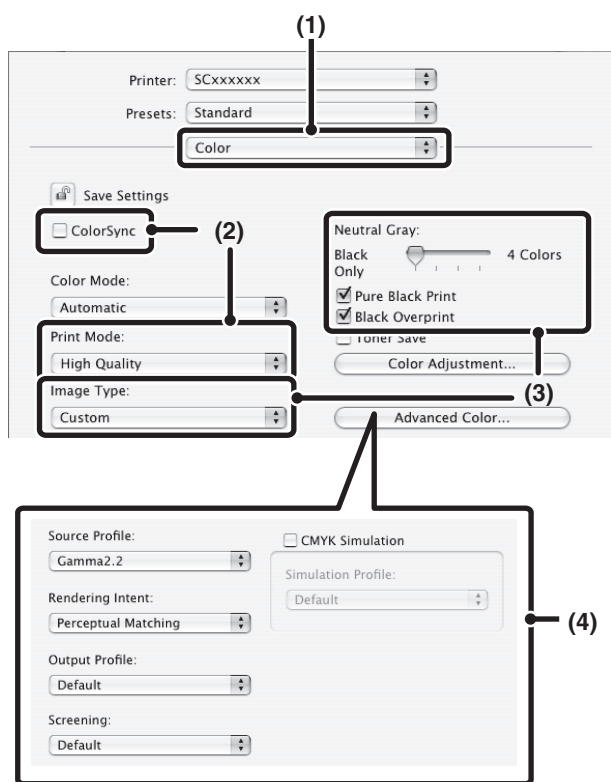 (1)
Printer: SCxxxxxx
Presets: Standard
Color
Save Settings
ColorSync
(2)
Color Mode:
Automatic
Print Mode:
High Quality
Image Type:
Custom
Neutral Gray:
Black Only
4 Colors
Pure Black Print
Black Overprint
Toner Save
Color Adjustment...
(3)
Advanced Color...
Source Profile:
Gamma2.2
Rendering Intent:
Perceptual Matching
Output Profile:
Default
Screening:
Default
CMYK Simulation
Simulation Profile:
Default
(4)